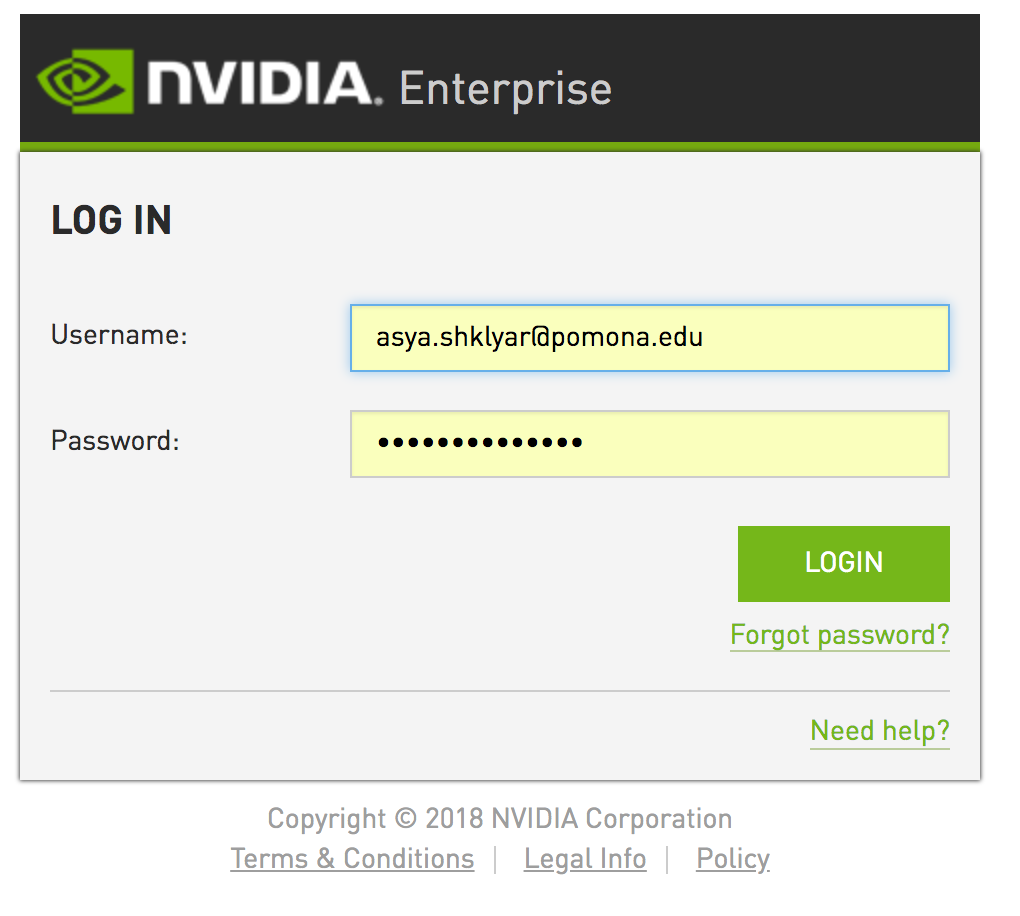 NVIDIA. Enterprise
LOG IN
Username: asya.shklyar@pomona.edu
Password: ••••••••••••••
LOGIN
Forgot password?
Need help?
Copyright © 2018 NVIDIA Corporation
Terms & Conditions | Legal Info | Policy